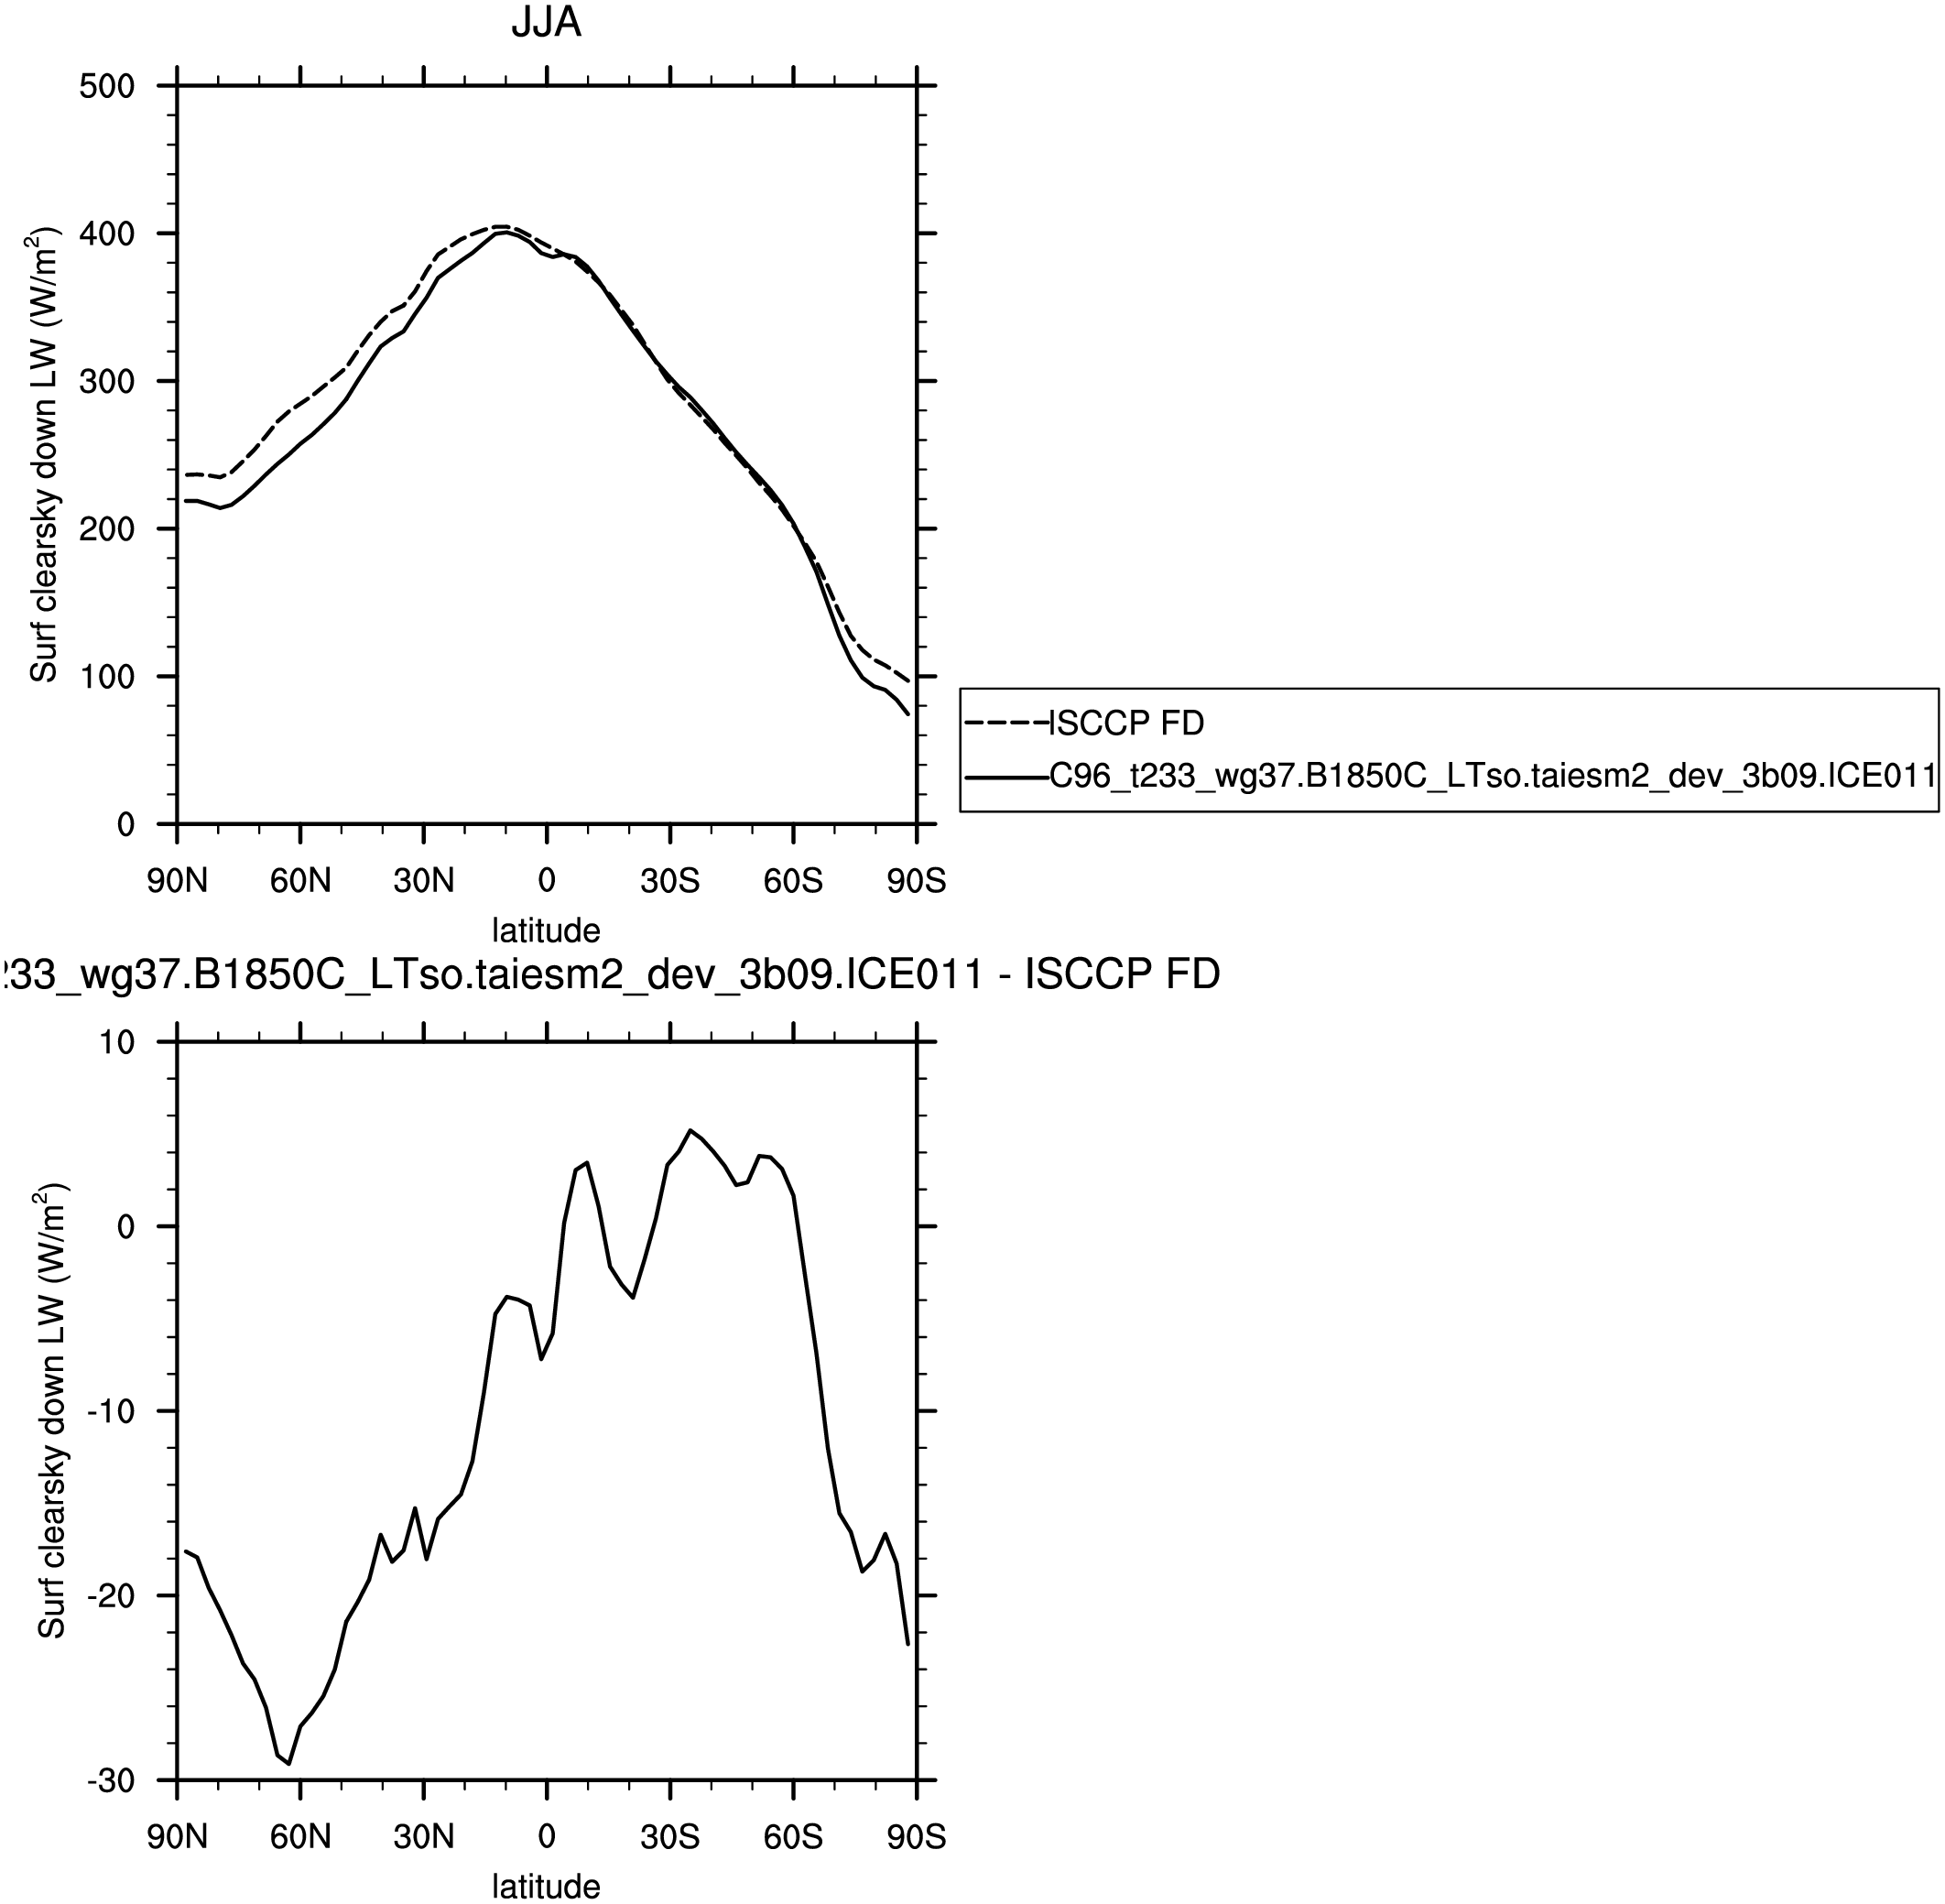 JJA
500
400
300
200
100
0
Surf clearsky down LW (W/m²)
90N 60N 30N 0 30S 60S 90S
latitude
ISCCP FD
C96_t233_wg37.B1850C_LTso.taiesm2_dev_3b09.ICE011
33_wg37.B1850C_LTso.taiesm2_dev_3b09.ICE011 - ISCCP FD
10
0
-10
-20
-30
Surf clearsky down LW (W/m²)
90N 60N 30N 0 30S 60S 90S
latitude